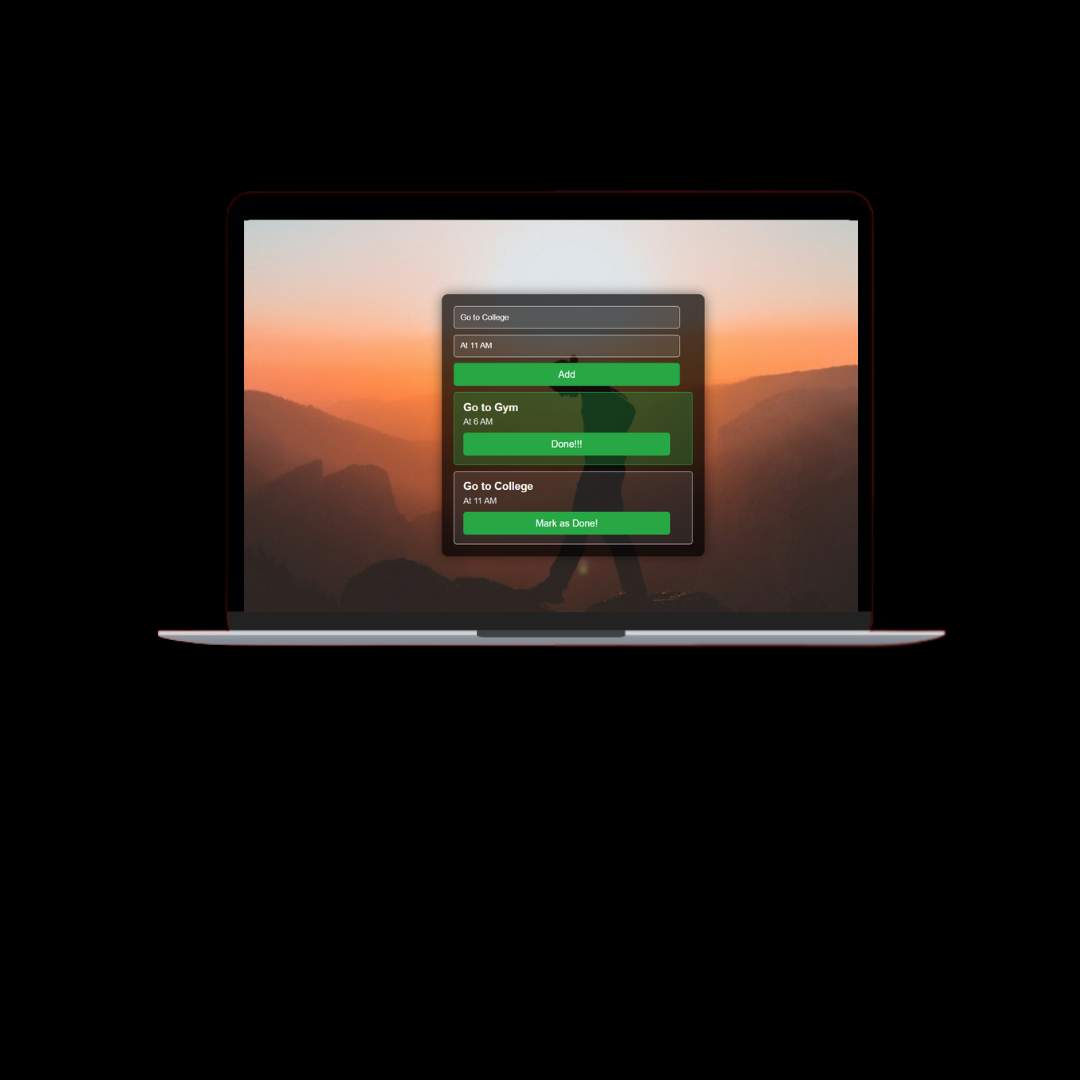 Go to College
At 11 AM
Add
Go to Gym
At 6 AM
Done!!!
Go to College
At 11 AM
Mark as Done!